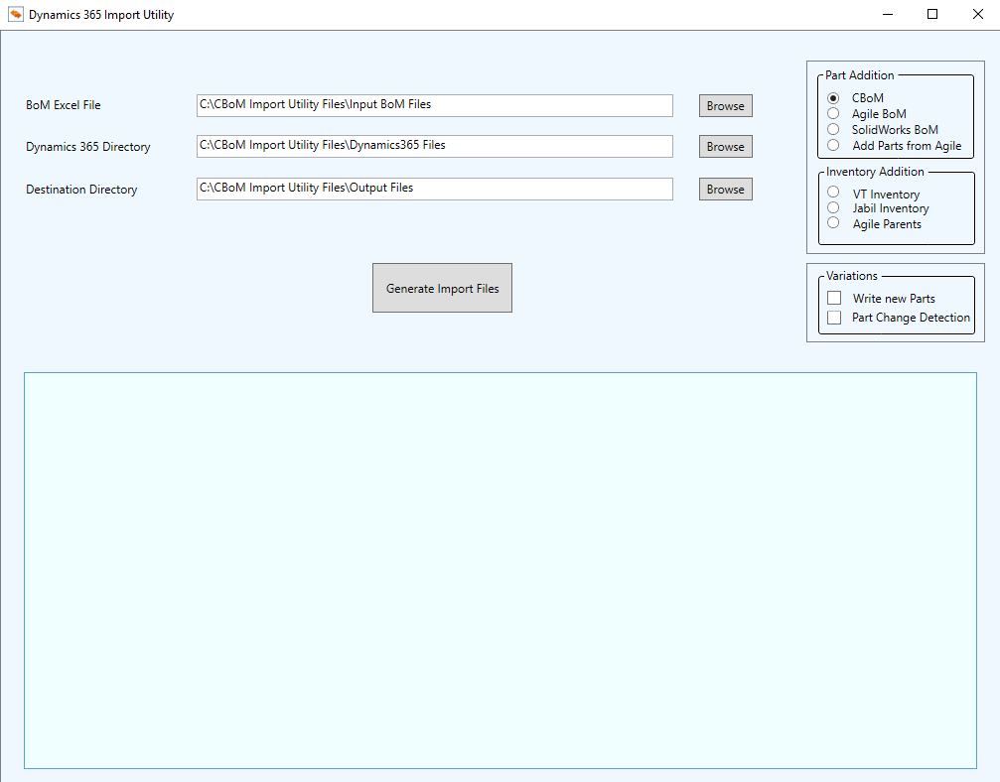 Dynamics 365 Import Utility
BoM Excel File
C:\CBoM Import Utility Files\Input BoM Files
Browse
Dynamics 365 Directory
C:\CBoM Import Utility Files\Dynamics365 Files
Browse
Destination Directory
C:\CBoM Import Utility Files\Output Files
Browse
Generate Import Files
Part Addition
CBoM
Agile BoM
SolidWorks BoM
Add Parts from Agile
Inventory Addition
VT Inventory
Jabil Inventory
Agile Parents
Variations
Write new Parts
Part Change Detection